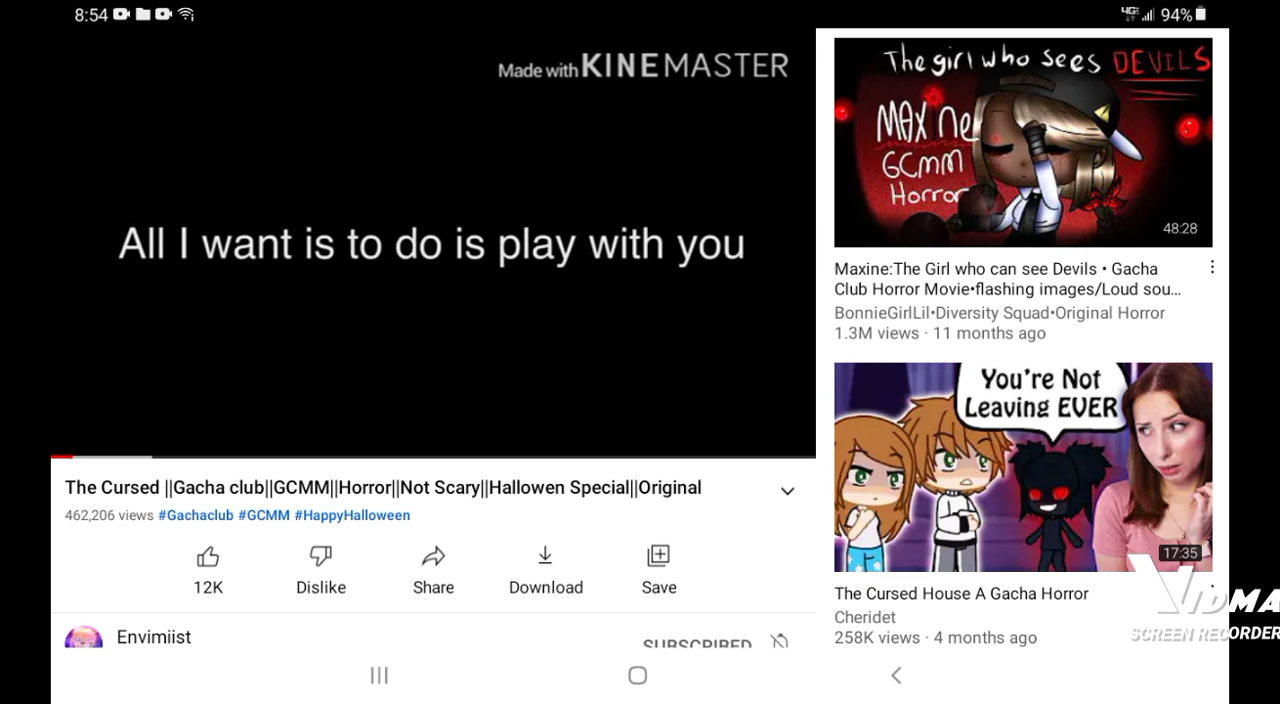 8:54
4GE 94%
Made with KINEMASTER
All I want is to do is play with you
The Cursed ||Gacha club||GCMM||Horror||Not Scary||Hallowen Special||Original
462,206 views #Gachaclub #GCMM #HappyHalloween
12K Dislike Share Download Save
Envimiist SUBSCRIBED
The girl who sees DEVILS
MAXiNe
GCMM
Horror
48:28
Maxine:The Girl who can see Devils • Gacha
Club Horror Movie•flashing images/Loud sou...
BonnieGirlLil•Diversity Squad•Original Horror
1.3M views · 11 months ago
You're Not
Leaving EVER
17:35
The Cursed House A Gacha Horror
Cheridet
258K views · 4 months ago
VIDMA
SCREEN RECORDER